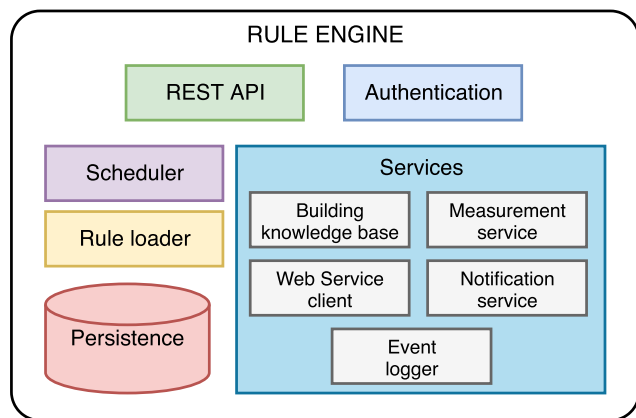 RULE ENGINE
REST API
Authentication
Scheduler
Rule loader
Persistence
Services
Building
knowledge base
Measurement
service
Web Service
client
Notification
service
Event
logger